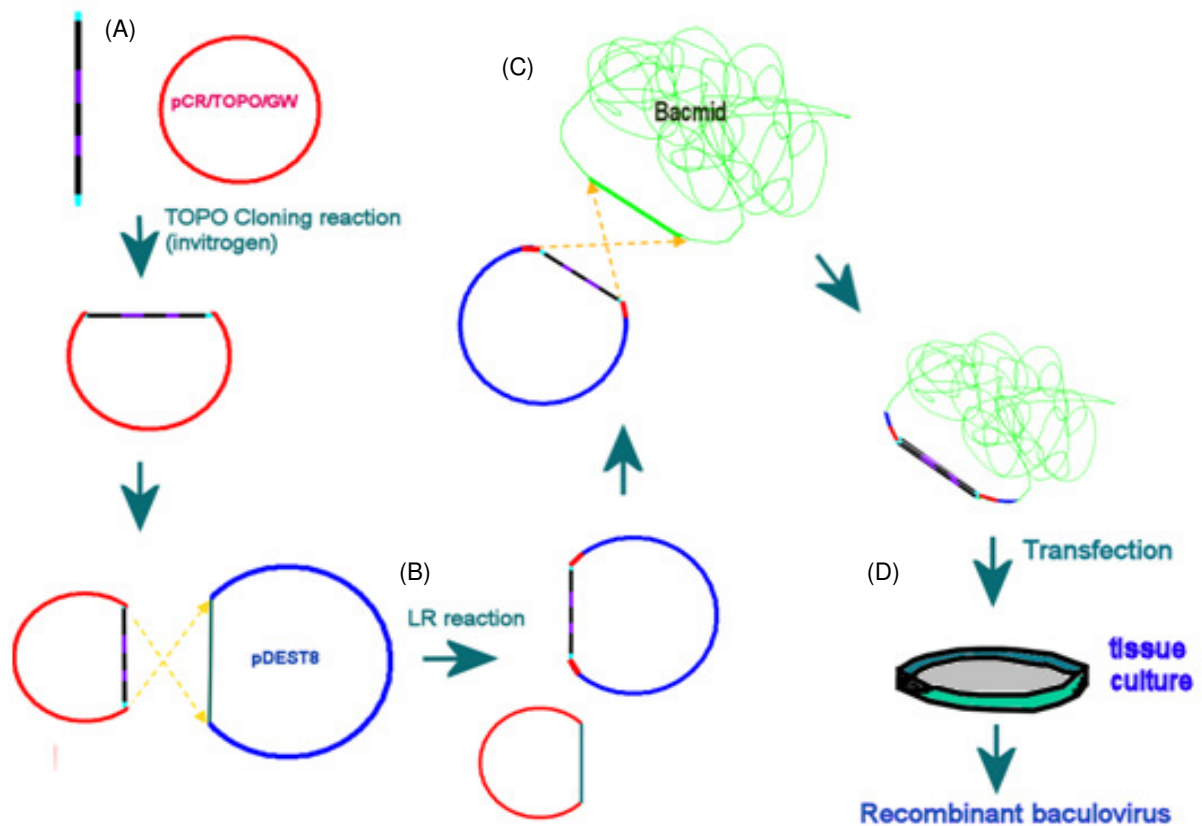 (A)
pCR/TOPO/GW
TOPO Cloning reaction
(invitrogen)
pDEST8
(B)
LR reaction
(C)
Bacmid
Transfection
(D)
tissue
culture
Recombinant baculovirus